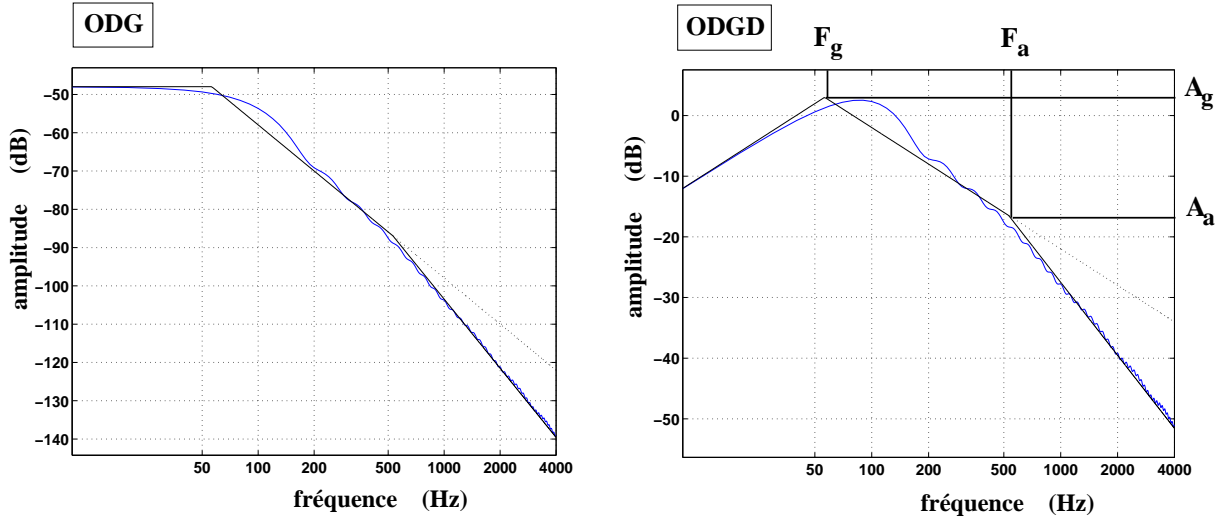 ODG
−50
−60
−70
−80
−90
−100
−110
−120
−130
−140
50 100 200 500 1000 2000 4000
amplitude (dB)
fréquence (Hz)
ODGD
F_g F_a
A_g
A_a
0
−10
−20
−30
−40
−50
50 100 200 500 1000 2000 4000
amplitude (dB)
fréquence (Hz)